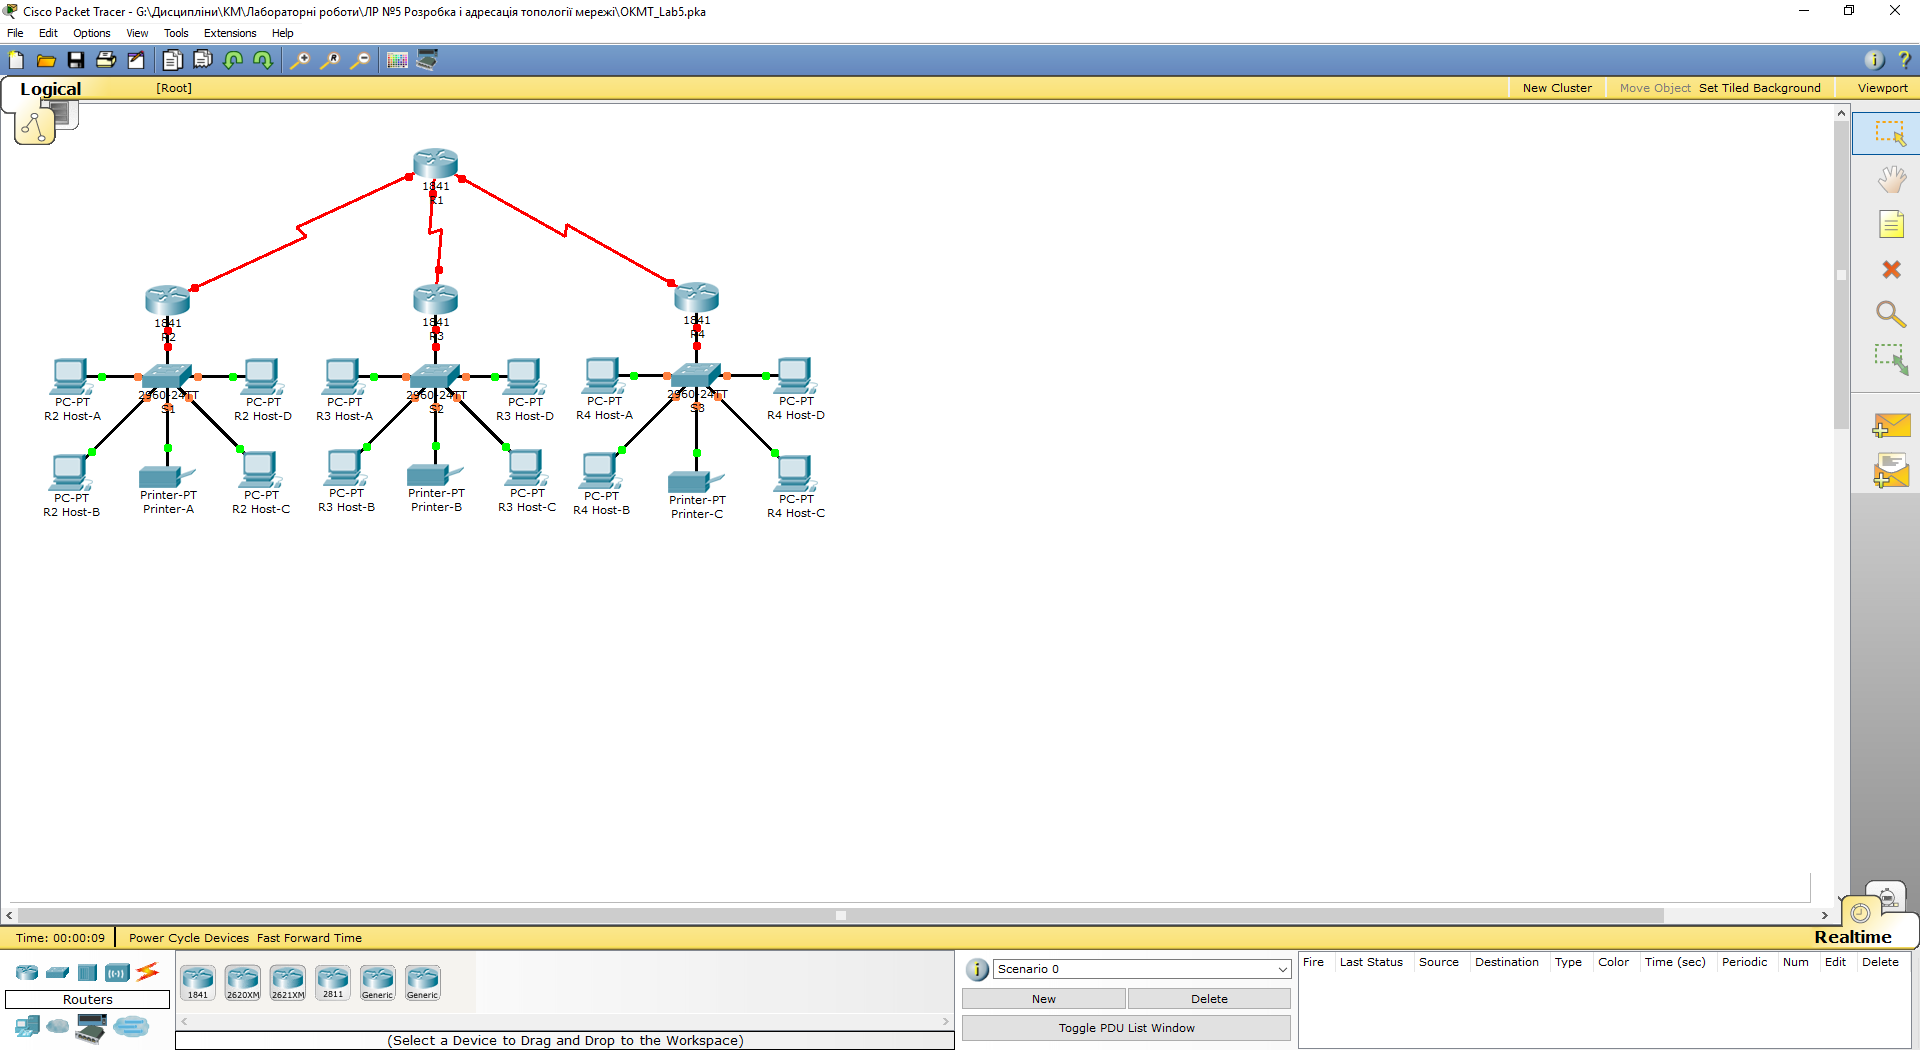 Cisco Packet Tracer - G:\Дисципліни\КМ\Лабораторні роботи\ЛР №5 Розробка і адресація топології мережі\ОКМТ_Lab5.pka
File Edit Options View Tools Extensions Help
Logical [Root] New Cluster Move Object Set Tiled Background Viewport
1841
R1
1841
R2
1841
R3
1841
R4
2960-24TT
S1
2960-24TT
S2
2960-24TT
S3
PC-PT
R2 Host-A
PC-PT
R2 Host-D
PC-PT
R3 Host-A
PC-PT
R3 Host-D
PC-PT
R4 Host-A
PC-PT
R4 Host-D
PC-PT
R2 Host-B
Printer-PT
Printer-A
PC-PT
R2 Host-C
PC-PT
R3 Host-B
Printer-PT
Printer-B
PC-PT
R3 Host-C
PC-PT
R4 Host-B
Printer-PT
Printer-C
PC-PT
R4 Host-C
Time: 00:00:09 Power Cycle Devices Fast Forward Time
Realtime
Routers
1841 2620XM 2621XM 2811 Generic Generic
(Select a Device to Drag and Drop to the Workspace)
Scenario 0
New Delete
Toggle PDU List Window
Fire Last Status Source Destination Type Color Time (sec) Periodic Num Edit Delete